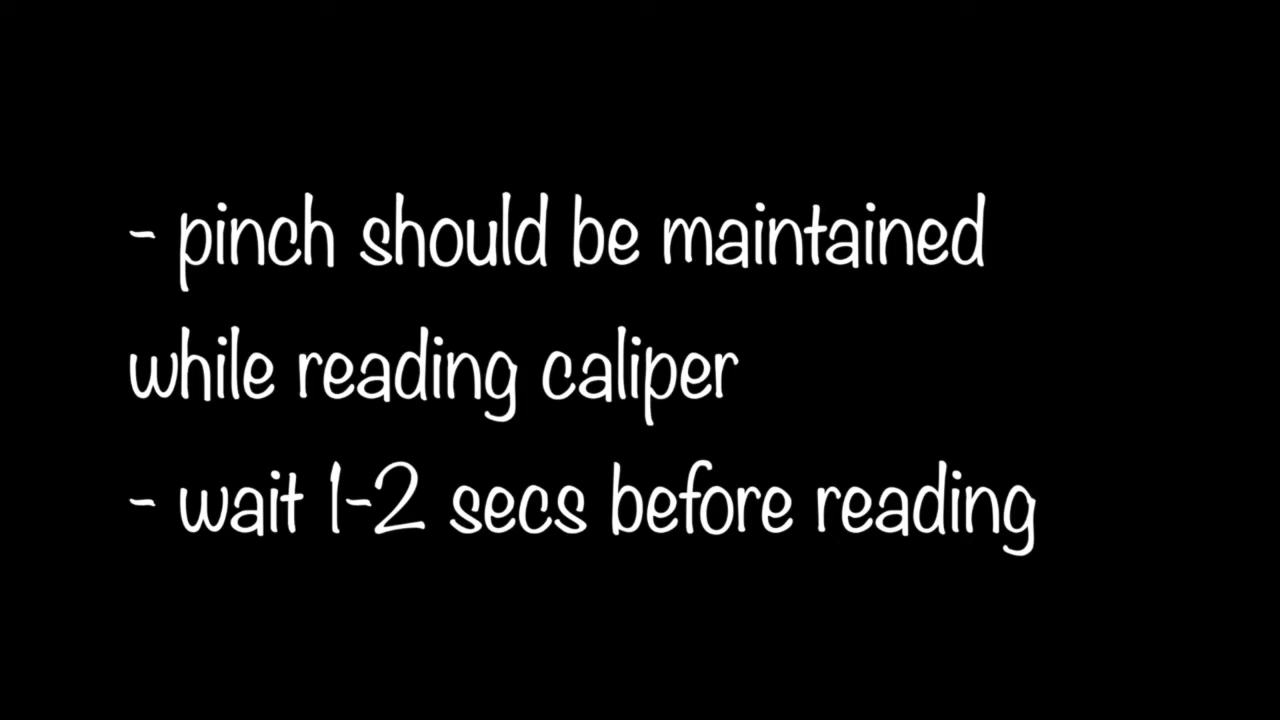 - pinch should be maintained
while reading caliper
- wait 1-2 secs before reading